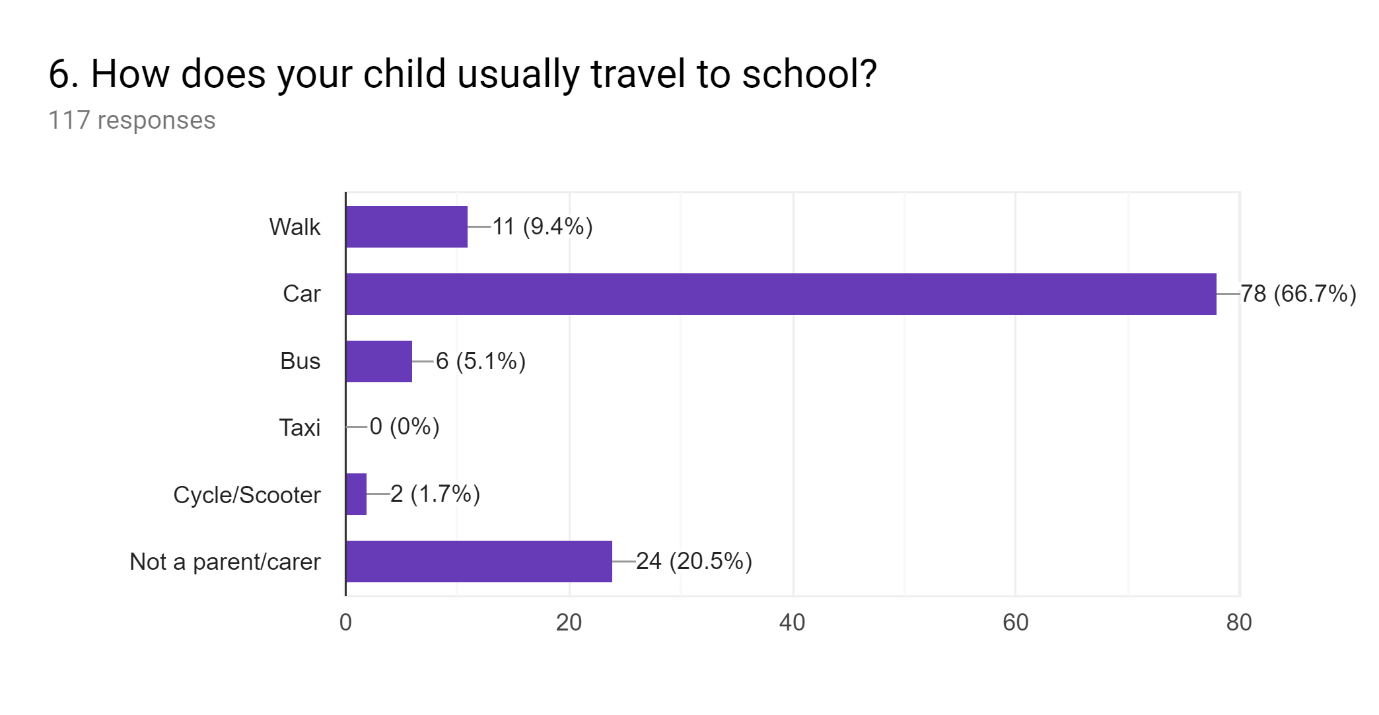 6. How does your child usually travel to school?
117 responses
Walk 11 (9.4%)
Car 78 (66.7%)
Bus 6 (5.1%)
Taxi 0 (0%)
Cycle/Scooter 2 (1.7%)
Not a parent/carer 24 (20.5%)
0 20 40 60 80